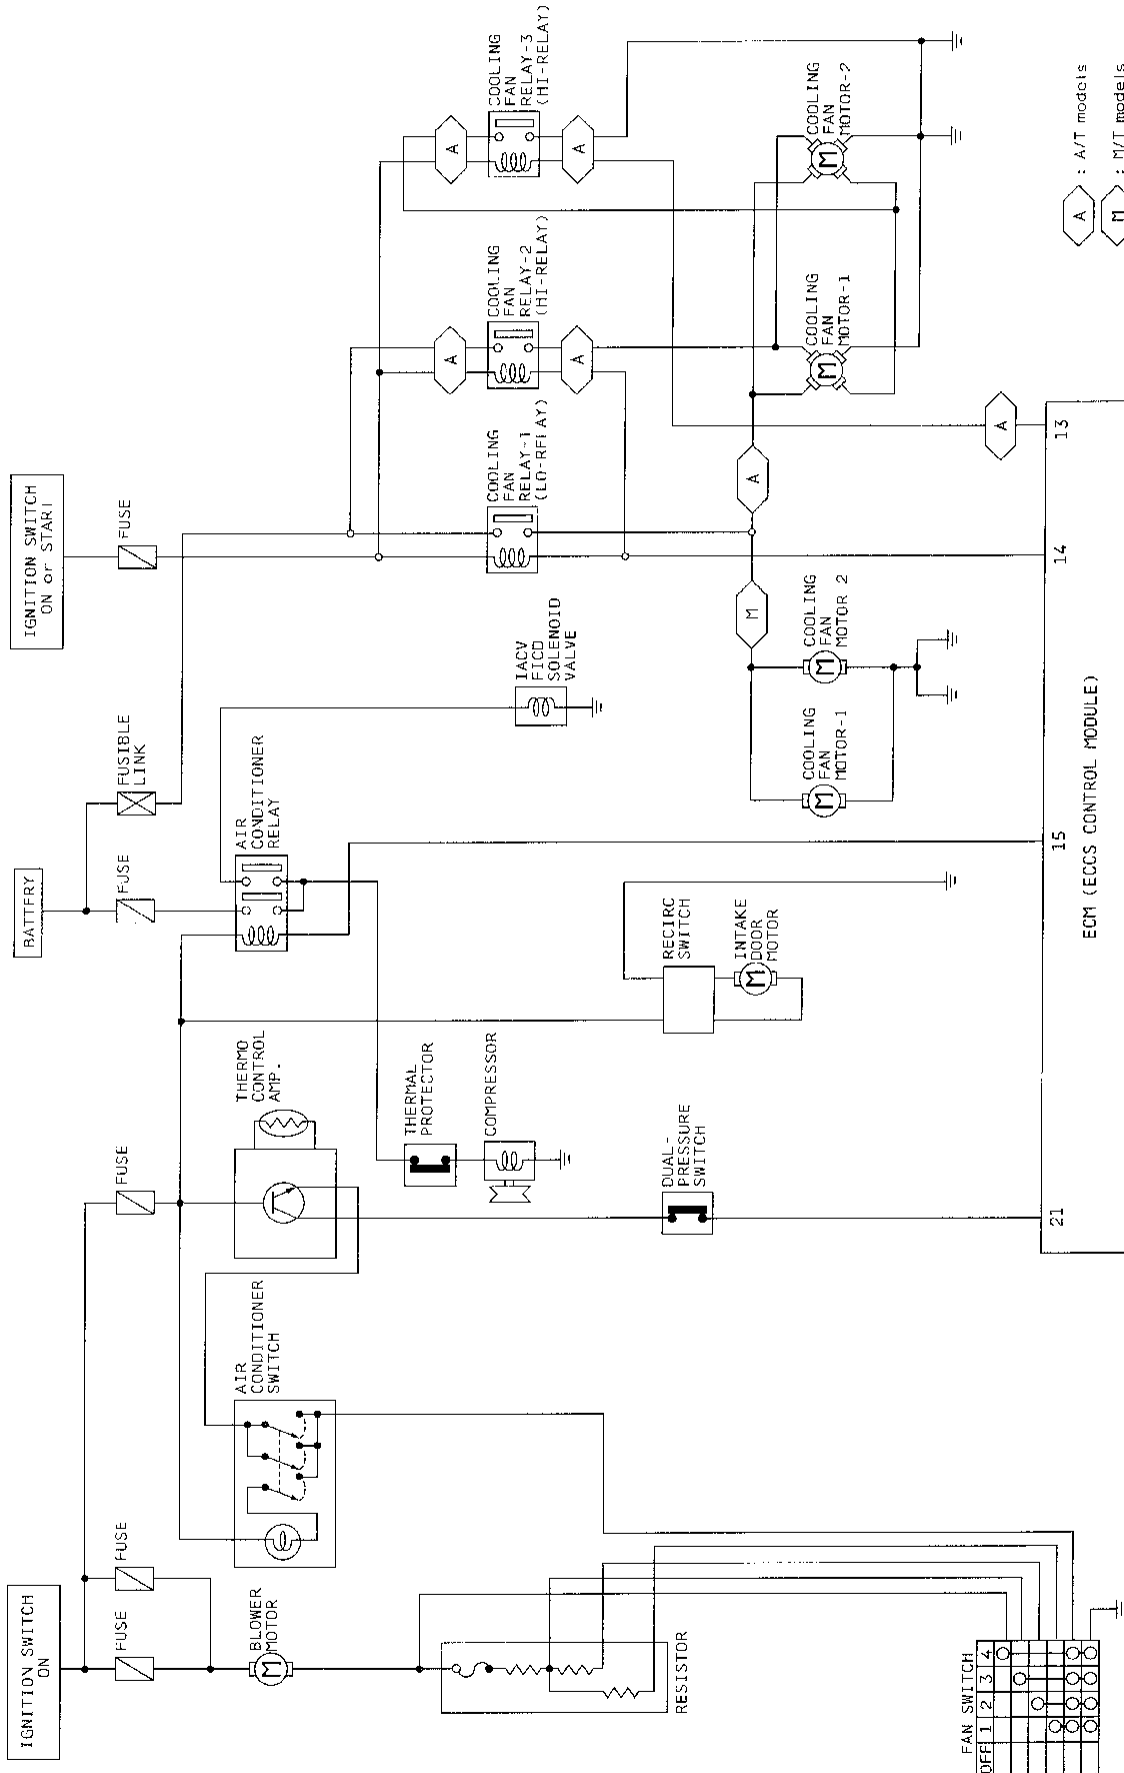 IGNITION SWITCH
ON
FUSE
FUSE
BLOWER
MOTOR
RESISTOR
FAN SWITCH
OFF 1 2 3 4
AIR
CONDITIONER
SWITCH
FUSE
THERMO
CONTROL
AMP.
THERMAL
PROTECTOR
COMPRESSOR
DUAL-
PRESSURE
SWITCH
21
BATTFRY
FUSE
FUSIBLE
LINK
AIR
CONDITIONER
RELAY
RECIRC
SWITCH
INTAKE
DOOR
MOTOR
M
15
IACV
FICD
SOLENOID
VALVE
COOLING
FAN
MOTOR-1
M
COOLING
FAN
MOTOR 2
M
M
IGNITION SWITCH
ON or START
FUSE
COOLING
FAN
RELAY-1
(LO-RELAY)
14
A
A
13
COOLING
FAN
RELAY-2
(HI-RELAY)
A
A
COOLING
FAN
MOTOR-1
M
COOLING
FAN
RELAY-3
(HI-RELAY)
A
A
COOLING
FAN
MOTOR-2
M
ECM (ECCS CONTROL MODULE)
A : A/T models
M : M/T models
M